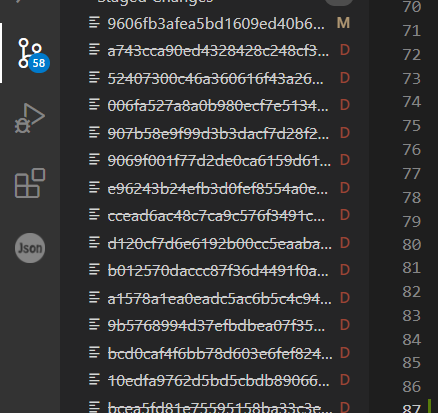 Staged Changes
9606fb3afea5bd1609ed40b6... M
a743cca90ed4328428c248cf3... D
52407300c46a360616f43a26... D
006fa527a8a0b980ecf7e5134... D
907b58e9f99d3b3dacf7d28f2... D
9069f001f77d2de0ca6159d61... D
e96243b24efb3d0fef8554a0e... D
ccead6ac48c7ca9c576f3491c... D
d120cf7d6e6192b00cc5eaaba... D
b012570daccc87f36d4491f0a... D
a1578a1ea0eadc5ac6b5c4c94... D
9b5768994d37efbdbea07f35... D
bcd0caf4f6bb78d603e6fef824... D
10edfa9762d5bd5cbdb89066... D
bcea5fd81e75595158ba33c3e... D
58
Json
70
71
72
73
74
75
76
77
78
79
80
81
82
83
84
85
86
87